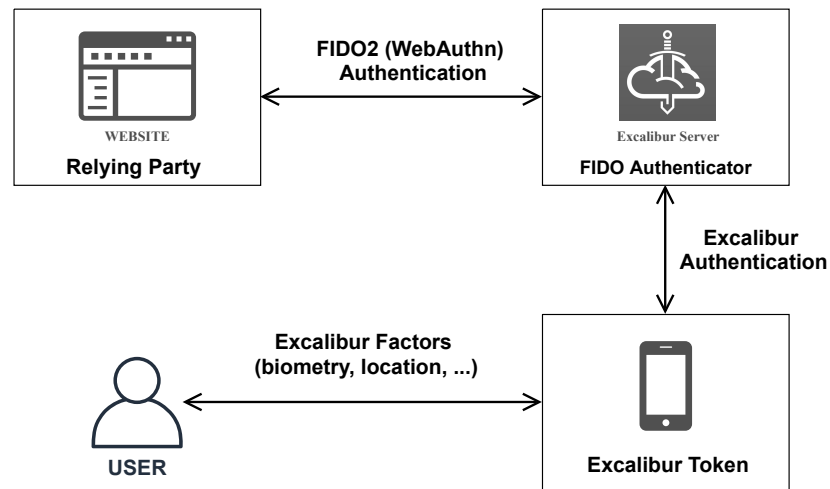 FIDO2 (WebAuthn)
Authentication
WEBSITE
Relying Party
Excalibur Server
FIDO Authenticator
Excalibur
Authentication
Excalibur Factors
(biometry, location, ...)
USER
Excalibur Token